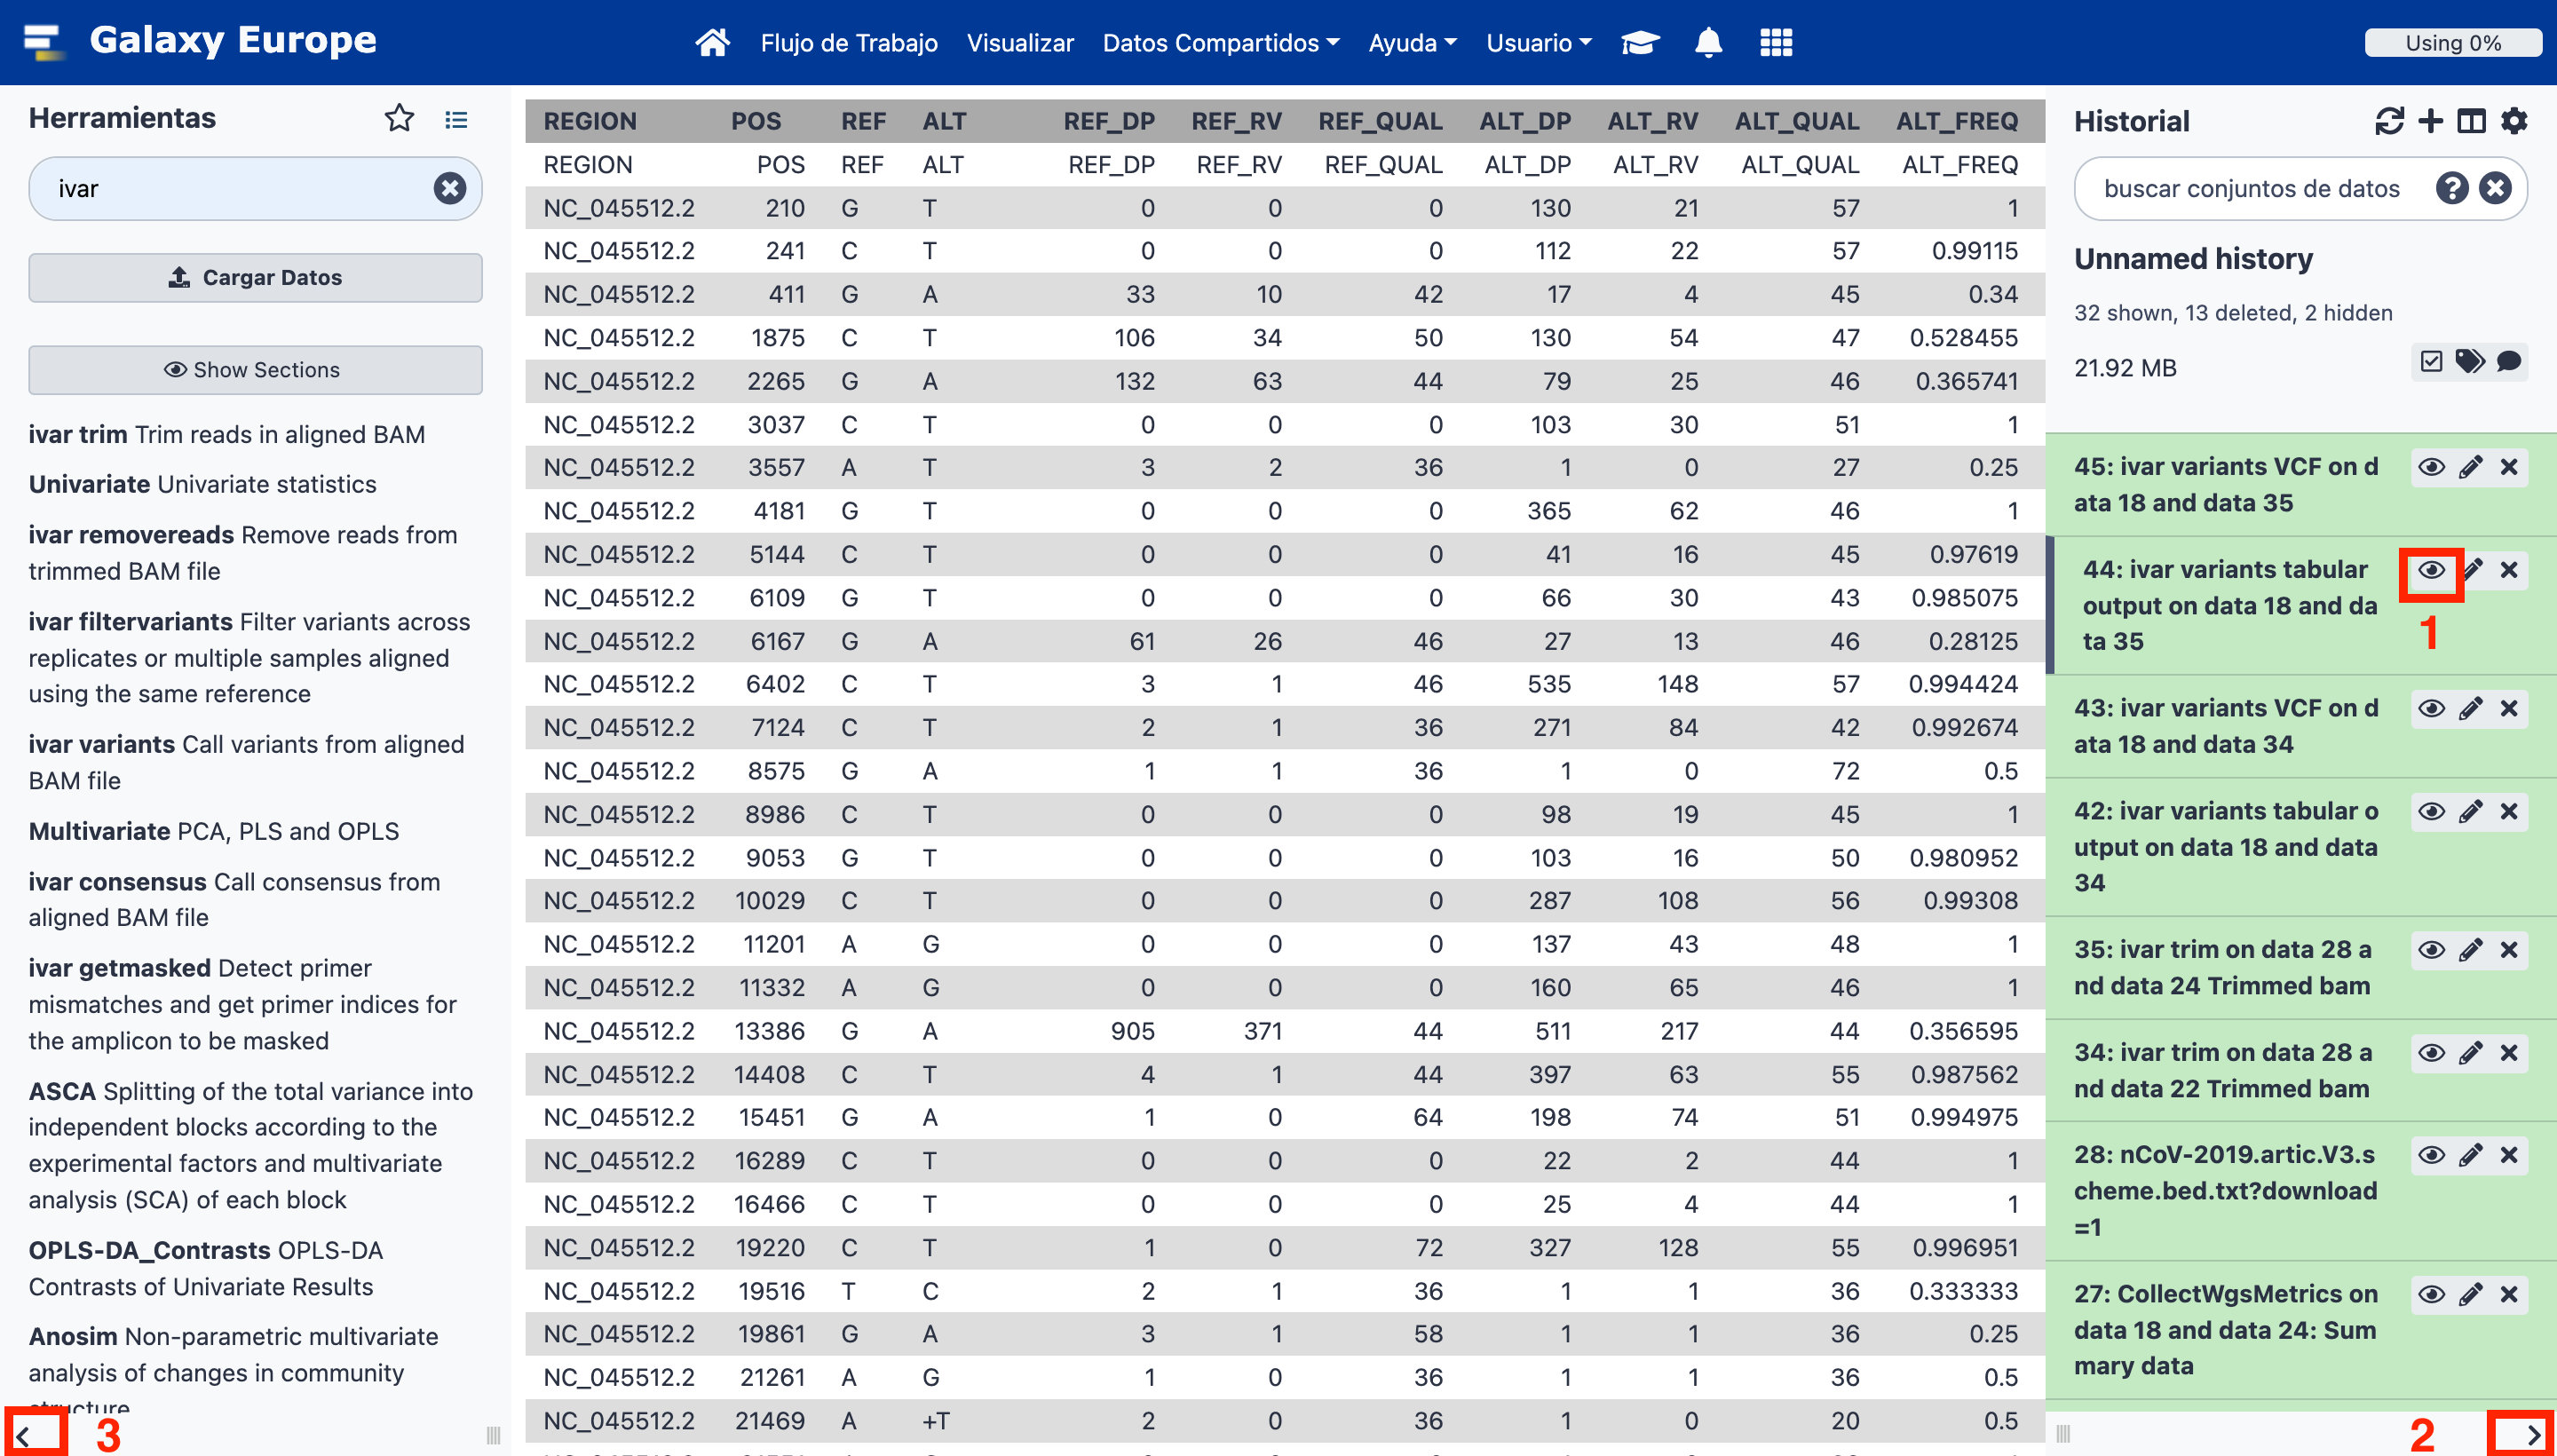 Galaxy Europe
Flujo de Trabajo Visualizar Datos Compartidos Ayuda Usuario
Using 0%
Herramientas
ivar
Cargar Datos
Show Sections
ivar trim Trim reads in aligned BAM
Univariate Univariate statistics
ivar removereads Remove reads from
trimmed BAM file
ivar filtervariants Filter variants across
replicates or multiple samples aligned
using the same reference
ivar variants Call variants from aligned
BAM file
Multivariate PCA, PLS and OPLS
ivar consensus Call consensus from
aligned BAM file
ivar getmasked Detect primer
mismatches and get primer indices for
the amplicon to be masked
ASCA Splitting of the total variance into
independent blocks according to the
experimental factors and multivariate
analysis (SCA) of each block
OPLS-DA_Contrasts OPLS-DA
Contrasts of Univariate Results
Anosim Non-parametric multivariate
analysis of changes in community
structure
3
REGION POS REF ALT REF_DP REF_RV REF_QUAL ALT_DP ALT_RV ALT_QUAL ALT_FREQ
REGION POS REF ALT REF_DP REF_RV REF_QUAL ALT_DP ALT_RV ALT_QUAL ALT_FREQ
NC_045512.2 210 G T 0 0 0 130 21 57 1
NC_045512.2 241 C T 0 0 0 112 22 57 0.99115
NC_045512.2 411 G A 33 10 42 17 4 45 0.34
NC_045512.2 1875 C T 106 34 50 130 54 47 0.528455
NC_045512.2 2265 G A 132 63 44 79 25 46 0.365741
NC_045512.2 3037 C T 0 0 0 103 30 51 1
NC_045512.2 3557 A T 3 2 36 1 0 27 0.25
NC_045512.2 4181 G T 0 0 0 365 62 46 1
NC_045512.2 5144 C T 0 0 0 41 16 45 0.97619
NC_045512.2 6109 G T 0 0 0 66 30 43 0.985075
NC_045512.2 6167 G A 61 26 46 27 13 46 0.28125
NC_045512.2 6402 C T 3 1 46 535 148 57 0.994424
NC_045512.2 7124 C T 2 1 36 271 84 42 0.992674
NC_045512.2 8575 G A 1 1 36 1 0 72 0.5
NC_045512.2 8986 C T 0 0 0 98 19 45 1
NC_045512.2 9053 G T 0 0 0 103 16 50 0.980952
NC_045512.2 10029 C T 0 0 0 287 108 56 0.99308
NC_045512.2 11201 A G 0 0 0 137 43 48 1
NC_045512.2 11332 A G 0 0 0 160 65 46 1
NC_045512.2 13386 G A 905 371 44 511 217 44 0.356595
NC_045512.2 14408 C T 4 1 44 397 63 55 0.987562
NC_045512.2 15451 G A 1 0 64 198 74 51 0.994975
NC_045512.2 16289 C T 0 0 0 22 2 44 1
NC_045512.2 16466 C T 0 0 0 25 4 44 1
NC_045512.2 19220 C T 1 0 72 327 128 55 0.996951
NC_045512.2 19516 T C 2 1 36 1 1 36 0.333333
NC_045512.2 19861 G A 3 1 58 1 1 36 0.25
NC_045512.2 21261 A G 1 0 36 1 1 36 0.5
NC_045512.2 21469 A +T 2 0 36 1 0 20 0.5
Historial
buscar conjuntos de datos
Unnamed history
32 shown, 13 deleted, 2 hidden
21.92 MB
45: ivar variants VCF on d
ata 18 and data 35
44: ivar variants tabular
output on data 18 and da
ta 35
1
43: ivar variants VCF on d
ata 18 and data 34
42: ivar variants tabular o
utput on data 18 and data
34
35: ivar trim on data 28 a
nd data 24 Trimmed bam
34: ivar trim on data 28 a
nd data 22 Trimmed bam
28: nCoV-2019.artic.V3.s
cheme.bed.txt?download
=1
27: CollectWgsMetrics on
data 18 and data 24: Sum
mary data
2